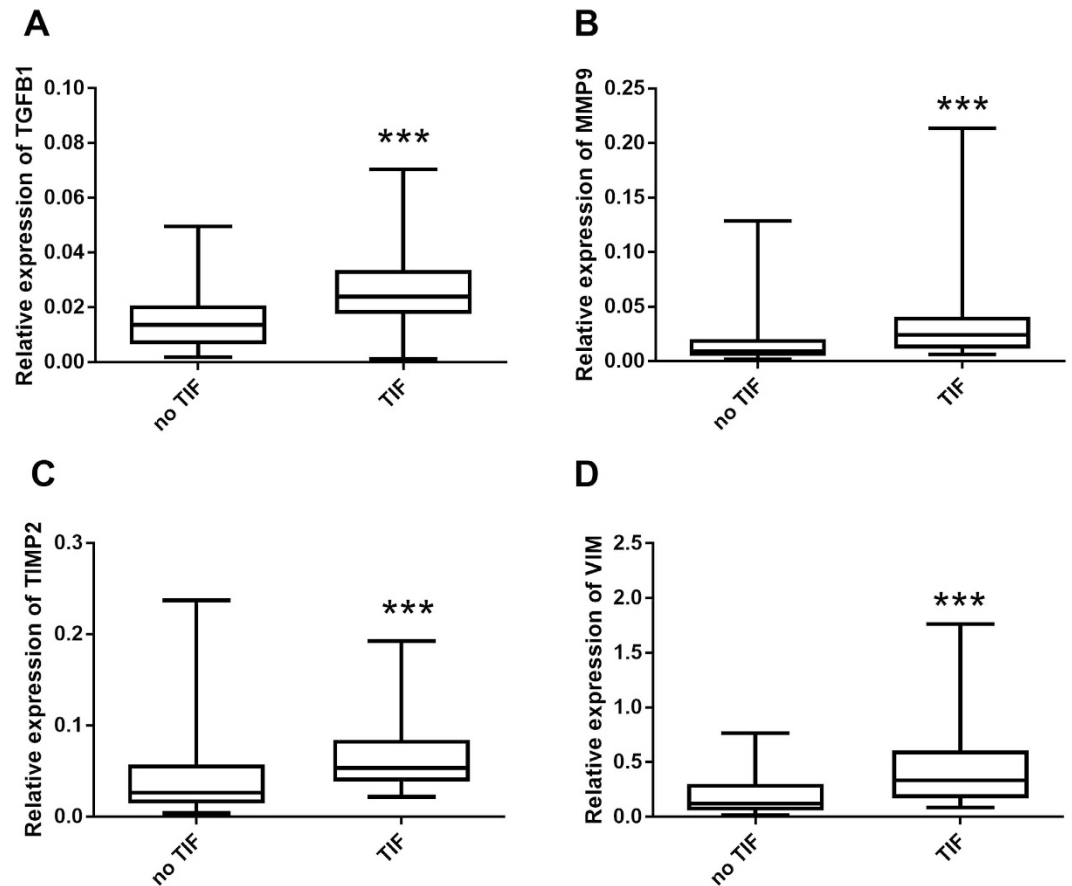 A
Relative expression of TGFB1
0.10
0.08
0.06
0.04
0.02
0.00
***
no TIF
TIF
B
Relative expression of MMP9
0.25
0.20
0.15
0.10
0.05
0.00
***
no TIF
TIF
C
Relative expression of TIMP2
0.3
0.2
0.1
0.0
***
no TIF
TIF
D
Relative expression of VIM
2.5
2.0
1.5
1.0
0.5
0.0
***
no TIF
TIF